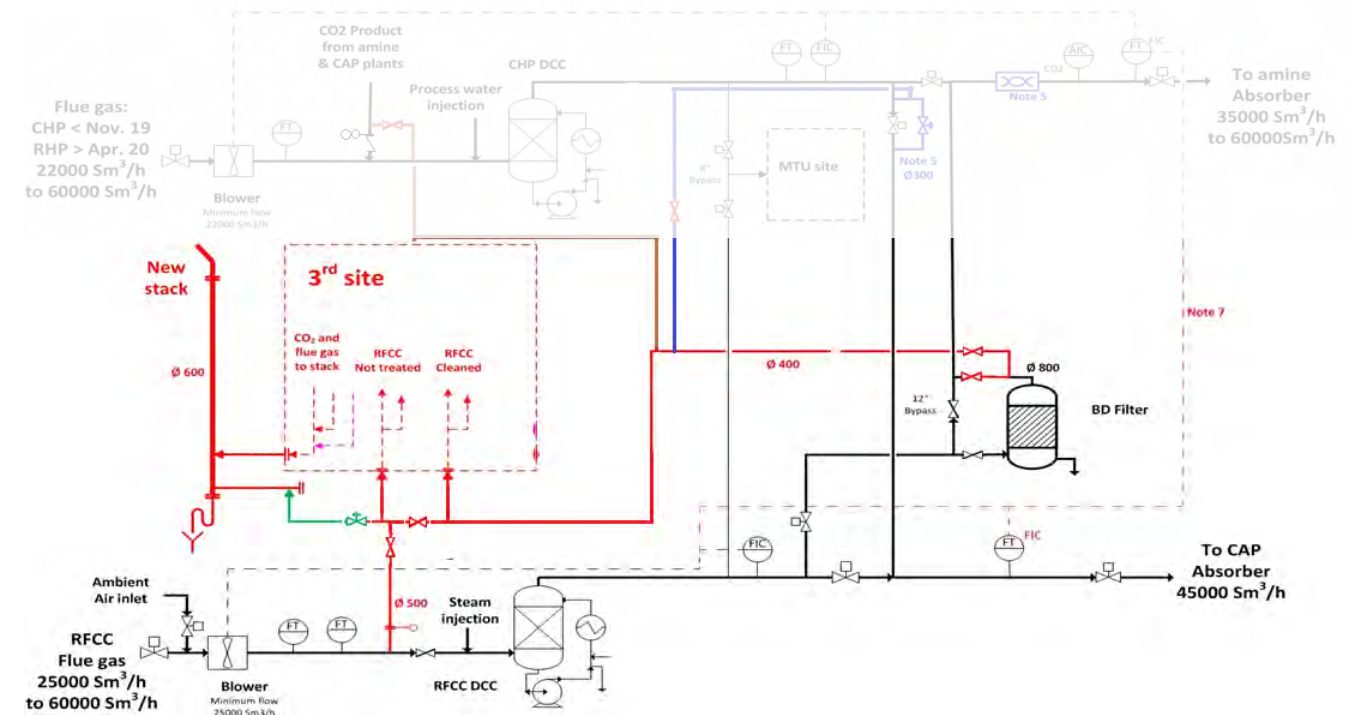 CO2 Product
from amine
& CAP plants
CHP DCC
Process water
injection
FT
FIC
AIC
CO2
FT
FIC
Note 5
To amine
Absorber
35000 Sm³/h
to 60000Sm³/h
Flue gas:
CHP < Nov. 19
RHP > Apr. 20
22000 Sm³/h
to 60000 Sm³/h
FT
Blower
Minimum flow
22000 Sm3/h
8"
Bypass
MTU site
Note 5
Ø300
New
stack
3rd site
Note 7
CO₂ and
flue gas
to stack
RFCC
Not treated
RFCC
Cleaned
Ø 600
Ø 400
Ø 800
12"
Bypass
BD Filter
FIC
FT
FIC
To CAP
Absorber
45000 Sm³/h
Ambient
Air inlet
Ø 500
Steam
injection
FT
FT
RFCC
Flue gas
25000 Sm³/h
to 60000 Sm³/h
Blower
Minimum flow
25000 Sm3/h
RFCC DCC